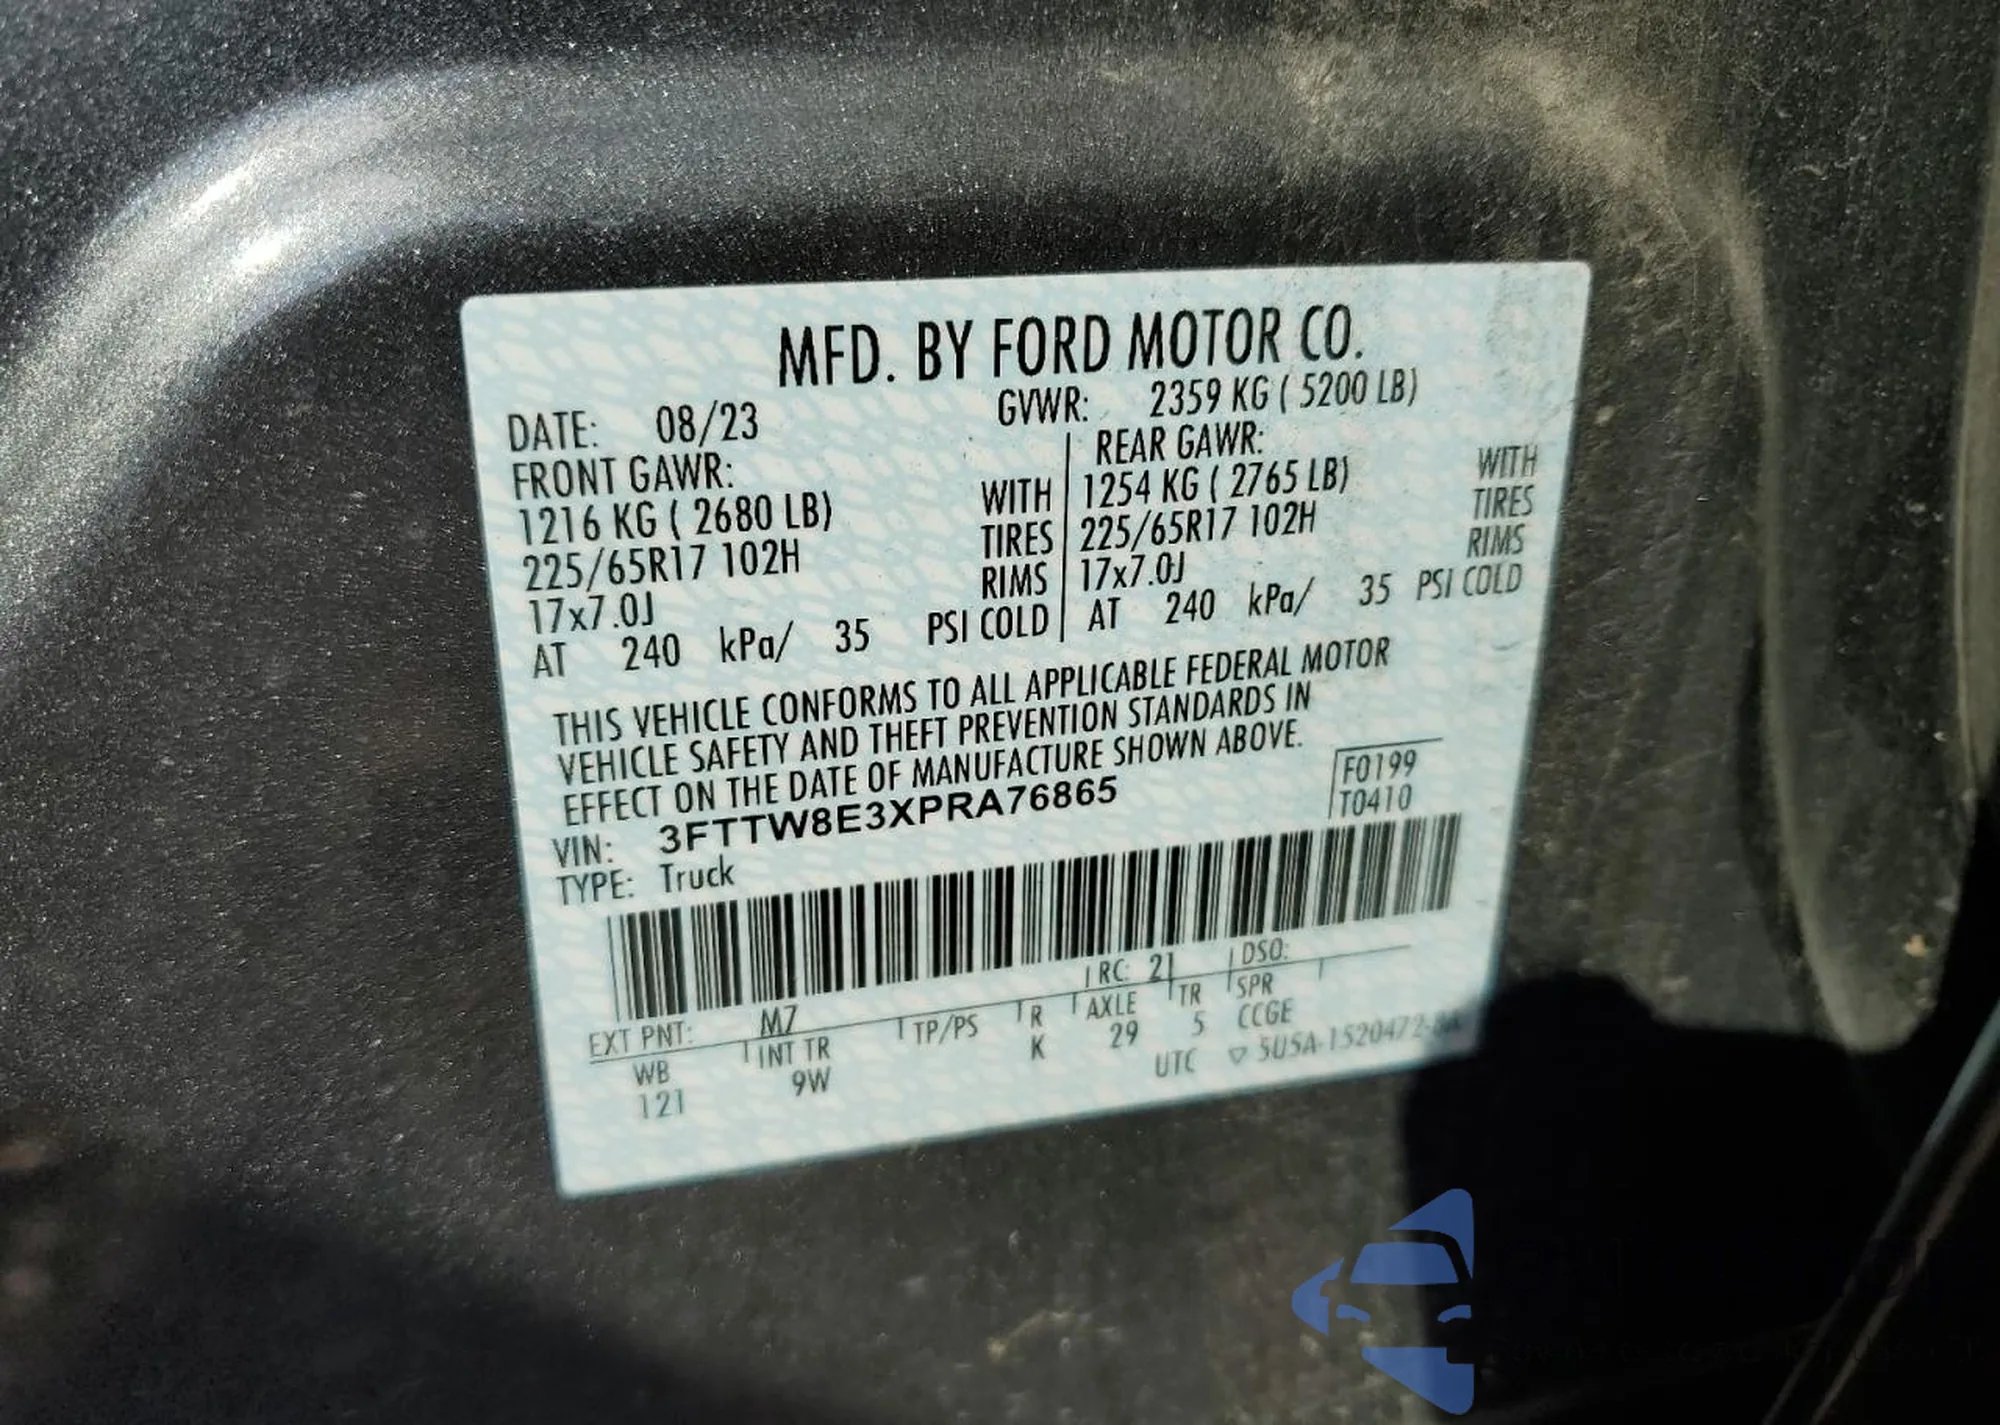 MFD. BY FORD MOTOR CO.
DATE: 08/23 GVWR: 2359 KG ( 5200 LB)
FRONT GAWR: REAR GAWR:
1216 KG ( 2680 LB) WITH 1254 KG ( 2765 LB) WITH
225/65R17 102H TIRES 225/65R17 102H TIRES
17x7.0J RIMS 17x7.0J RIMS
AT 240 kPa/ 35 PSI COLD AT 240 kPa/ 35 PSI COLD
THIS VEHICLE CONFORMS TO ALL APPLICABLE FEDERAL MOTOR
VEHICLE SAFETY AND THEFT PREVENTION STANDARDS IN
EFFECT ON THE DATE OF MANUFACTURE SHOWN ABOVE.
VIN: 3FTTW8E3XPRA76865
F0199
T0410
TYPE: Truck
EXT PNT: M7 RC: 21 DSO:
WB INT TR TP/PS R AXLE TR SPR
121 9W K 29 5 CCGE
UTC